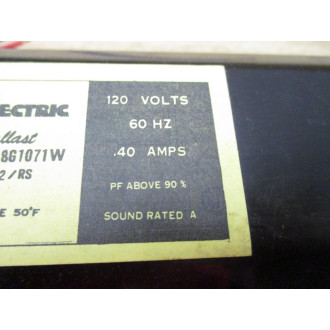 ECTRIC
llast
8G1071W
2/RS
E 50°F
120 VOLTS
60 HZ
.40 AMPS
PF ABOVE 90%
SOUND RATED A